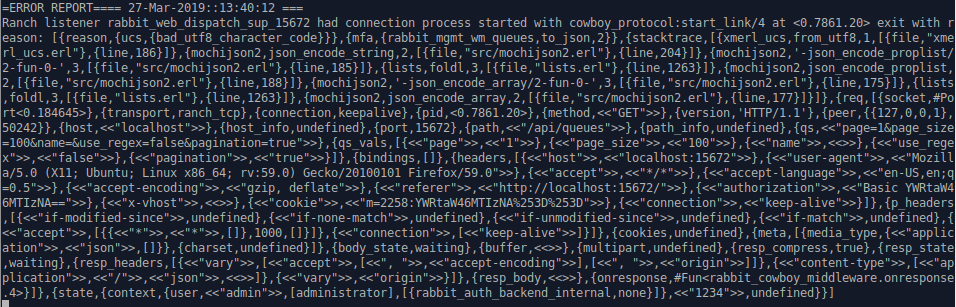 =ERROR REPORT==== 27-Mar-2019::13:40:12 ===
Ranch listener rabbit_web_dispatch_sup_15672 had connection process started with cowboy_protocol:start_link/4 at <0.7861.20> exit with r
eason: [{reason,{ucs,{bad_utf8_character_code}}},{mfa,{rabbit_mgmt_wm_queues,to_json,2}},{stacktrace,[{xmerl_ucs,from_utf8,1,[{file,"xme
rl_ucs.erl"},{line,186}]},{mochijson2,json_encode_string,2,[{file,"src/mochijson2.erl"},{line,204}]},{mochijson2,'-json_encode_proplist/
2-fun-0-',3,[{file,"src/mochijson2.erl"},{line,185}]},{lists,foldl,3,[{file,"lists.erl"},{line,1263}]},{mochijson2,json_encode_proplist,
2,[{file,"src/mochijson2.erl"},{line,188}]},{mochijson2,'-json_encode_array/2-fun-0-',3,[{file,"src/mochijson2.erl"},{line,175}]},{lists
,foldl,3,[{file,"lists.erl"},{line,1263}]},{mochijson2,json_encode_array,2,[{file,"src/mochijson2.erl"},{line,177}]}]},{req,[{socket,#Po
rt<0.184645>},{transport,ranch_tcp},{connection,keepalive},{pid,<0.7861.20>},{method,<<"GET">>},{version,'HTTP/1.1'},{peer,{{127,0,0,1},
50242}},{host,<<"localhost">>},{host_info,undefined},{port,15672},{path,<<"/api/queues">>},{path_info,undefined},{qs,<<"page=1&page_size
=100&name=&use_regex=false&pagination=true">>},{qs_vals,[{<<"page">>,<<"1">>},{<<"page_size">>,<<"100">>},{<<"name">>,<<>>},{<<"use_rege
x">>,<<"false">>},{<<"pagination">>,<<"true">>}]},{bindings,[]},{headers,[{<<"host">>,<<"localhost:15672">>},{<<"user-agent">>,<<"Mozill
a/5.0 (X11; Ubuntu; Linux x86_64; rv:59.0) Gecko/20100101 Firefox/59.0">>},{<<"accept">>,<<"*/*">>},{<<"accept-language">>,<<"en-US,en;q
=0.5">>},{<<"accept-encoding">>,<<"gzip, deflate">>},{<<"referer">>,<<"http://localhost:15672/">>},{<<"authorization">>,<<"Basic YWRtaW4
6MTIzNA==">>},{<<"x-vhost">>,<<>>},{<<"cookie">>,<<"m=2258:YWRtaW46MTIzNA%253D%253D">>},{<<"connection">>,<<"keep-alive">>}]},{p_headers
,[{<<"if-modified-since">>,undefined},{<<"if-none-match">>,undefined},{<<"if-unmodified-since">>,undefined},{<<"if-match">>,undefined},{
<<"accept">>,[{{<<"*">>,<<"*">>,[]},1000,[]}]},{<<"connection">>,[<<"keep-alive">>]}]},{cookies,undefined},{meta,[{media_type,{<<"applic
ation">>,<<"json">>,[]}},{charset,undefined}]},{body_state,waiting},{buffer,<<>>},{multipart,undefined},{resp_compress,true},{resp_state
,waiting},{resp_headers,[{<<"vary">>,[<<"accept">>,[<<", ">>,<<"accept-encoding">>],[<<", ">>,<<"origin">>]]},{<<"content-type">>,[<<"ap
plication">>,<<"/">>,<<"json">>,<<>>]},{<<"vary">>,<<"origin">>}]},{resp_body,<<>>},{onresponse,#Fun<rabbit_cowboy_middleware.onresponse
.4>}]},{state,{context,{user,<<"admin">>,[administrator],[{rabbit_auth_backend_internal,none}]},<<"1234">>,undefined}}]